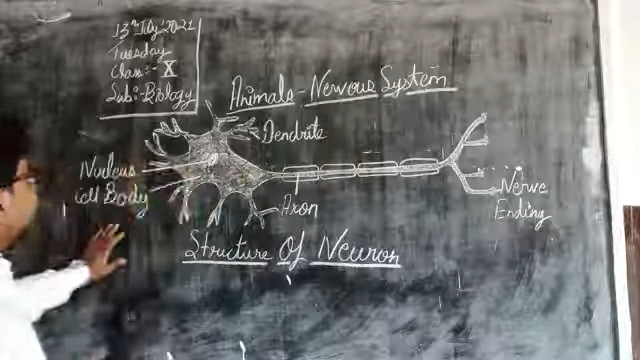 13th July 2021
Tuesday
Class:- X
Sub:- Biology
Animals - Nervous System
Dendrite
Nucleus
Cell Body
Axon
Nerve
Ending
Structure Of Neuron